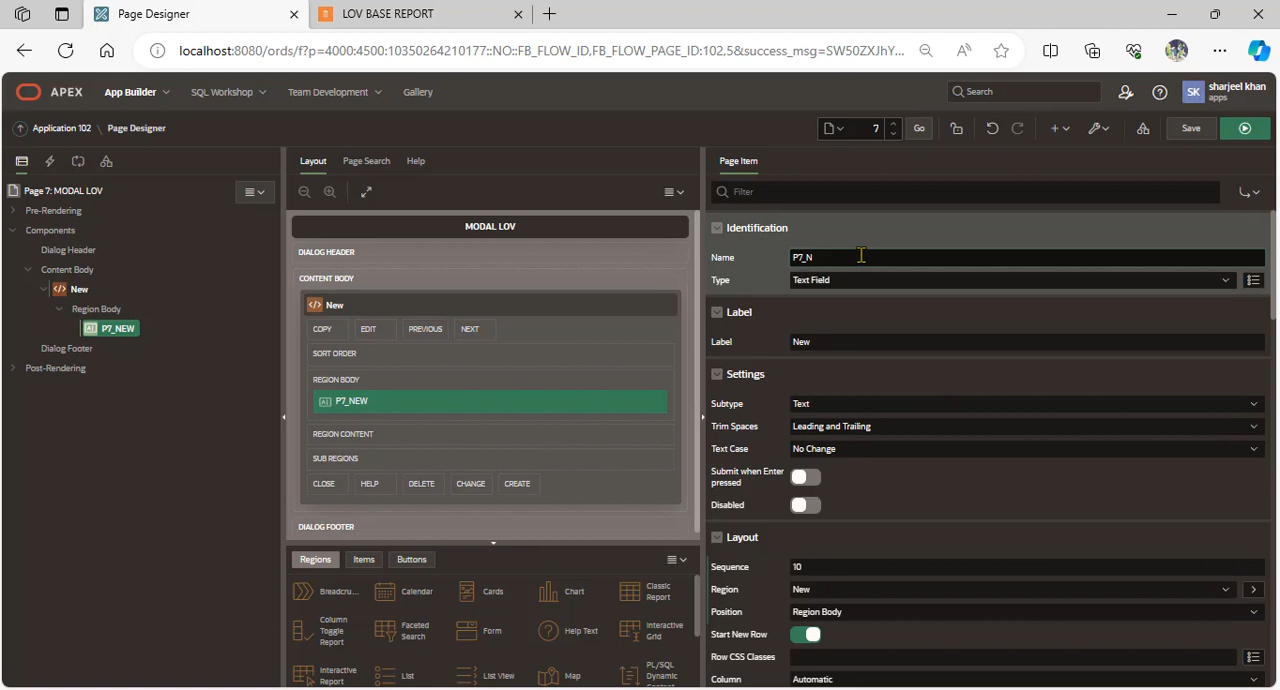 Page Designer
LOV BASE REPORT
localhost:8080/ords/f?p=4000:4500:10350264210177::NO::FB_FLOW_ID,FB_FLOW_PAGE_ID:102,5&success_msg=SW50ZXJhY...
APEX App Builder SQL Workshop Team Development Gallery Search SK sharjeel khan
apps
Application 102 \ Page Designer 7 Go Save
Layout Page Search Help Page Item
Page 7: MODAL LOV
Pre-Rendering
Components
Dialog Header
Content Body
New
Region Body
P7_NEW
Dialog Footer
Post-Rendering
MODAL LOV
DIALOG HEADER
CONTENT BODY
New
COPY EDIT PREVIOUS NEXT
SORT ORDER
REGION BODY
P7_NEW
REGION CONTENT
SUB REGIONS
CLOSE HELP DELETE CHANGE CREATE
DIALOG FOOTER
Regions Items Buttons
Breadcru... Calendar Cards Chart Classic Report
Column Toggle Report Faceted Search Form Help Text Interactive Grid
Interactive Report List List View Map PL/SQL Dynamic
Filter
Identification
Name P7_N
Type Text Field
Label
Label New
Settings
Subtype Text
Trim Spaces Leading and Trailing
Text Case No Change
Submit when Enter pressed
Disabled
Layout
Sequence 10
Region New
Position Region Body
Start New Row
Row CSS Classes
Column Automatic